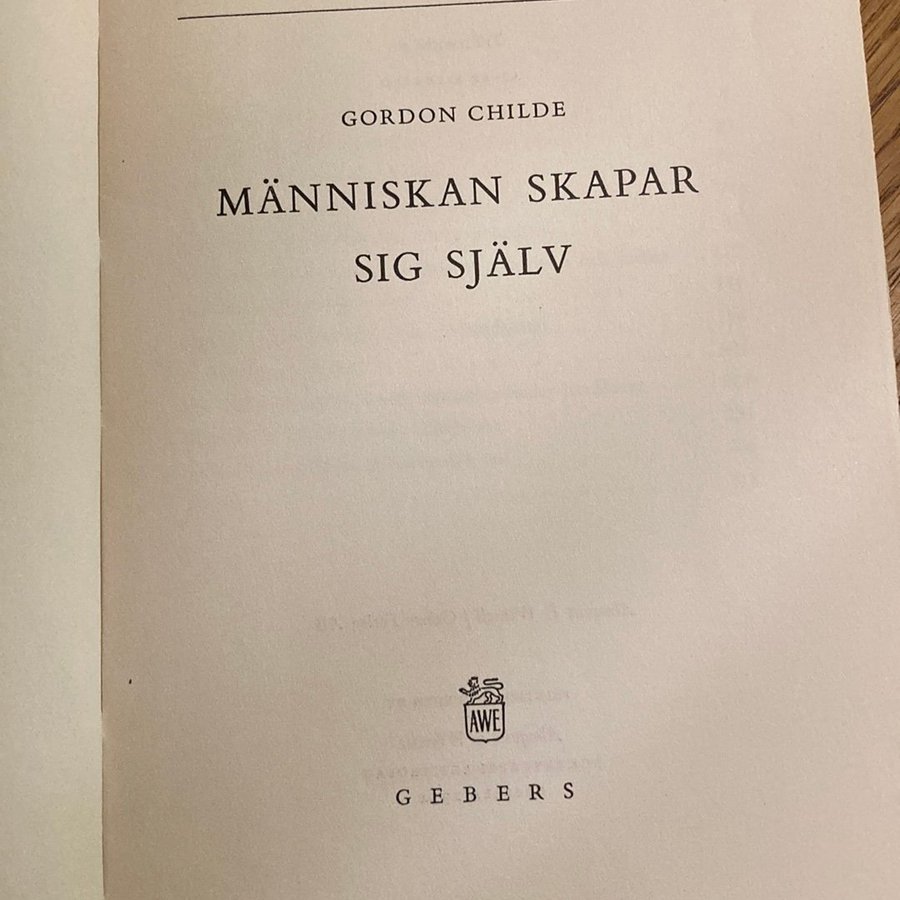 GORDON CHILDE
MÄNNISKAN SKAPAR
SIG SJÄLV
AWE
GEBERS